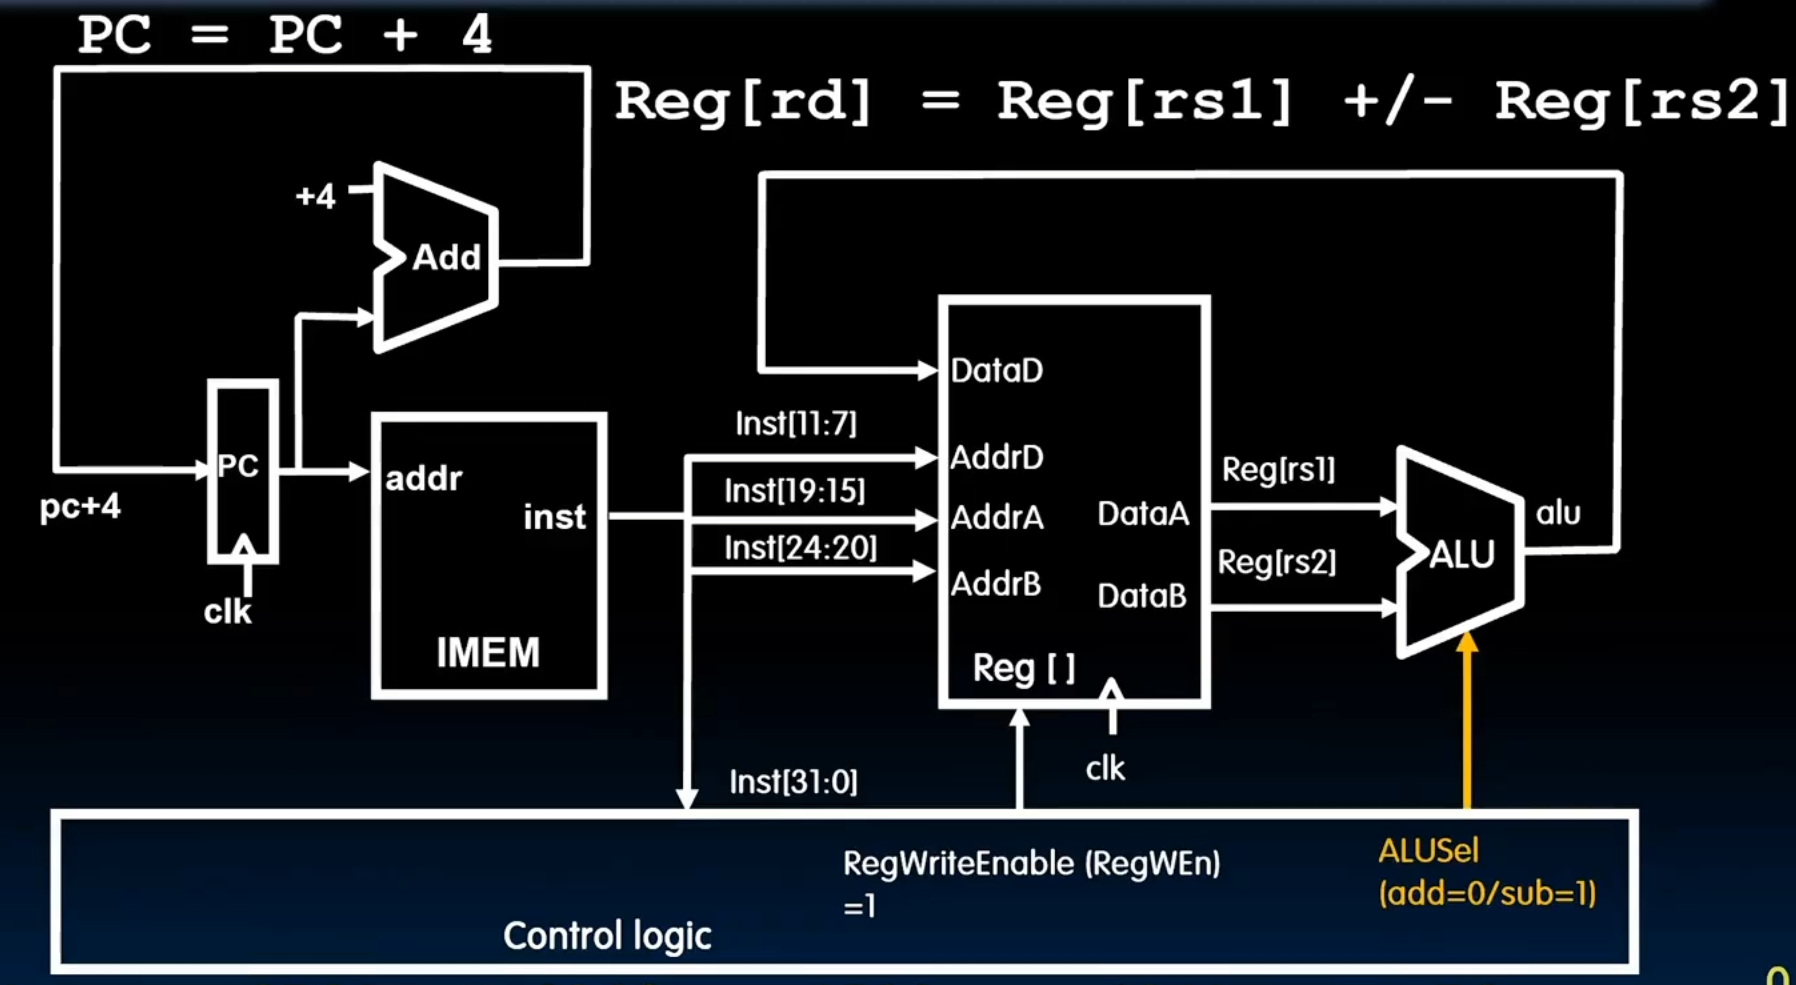 PC = PC + 4
Reg[rd] = Reg[rs1] +/- Reg[rs2]
+4
Add
DataD
Inst[11:7]
PC
addr
AddrD
Reg[rs1]
pc+4
inst
Inst[19:15]
AddrA
DataA
alu
Inst[24:20]
AddrB
DataB
Reg[rs2]
ALU
clk
IMEM
Reg [ ]
clk
Inst[31:0]
RegWriteEnable (RegWEn)
=1
ALUSel
(add=0/sub=1)
Control logic